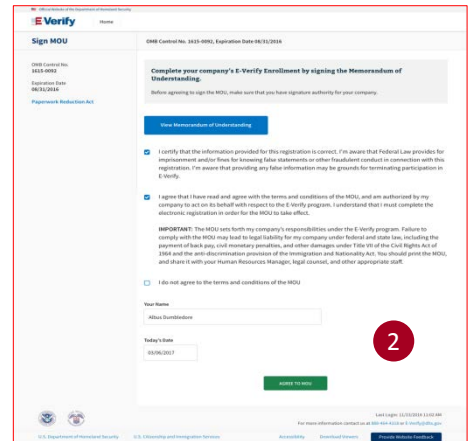 Official Website of the Department of Homeland Security
E-Verify Home
Sign MOU
OMB Control No. 1615-0092, Expiration Date 08/31/2016
OMB Control No:
1615-0092
Expiration Date
08/31/2016
Paperwork Reduction Act
Complete your company's E-Verify Enrollment by signing the Memorandum of
Understanding.
Before agreeing to sign the MOU, make sure that you have signature authority for your company.
View Memorandum of Understanding
I certify that the information provided for this registration is correct. I'm aware that Federal Law provides for
imprisonment and/or fines for knowing false statements or other fraudulent conduct in connection with this
registration. I'm aware that providing any false information may be grounds for terminating participation in
E-Verify.
I agree that I have read and agree with the terms and conditions of the MOU, and am authorized by my
company to act on its behalf with respect to the E-Verify program. I understand that I must complete the
electronic registration in order for the MOU to take effect.
IMPORTANT: The MOU sets forth my company's responsibilities under the E-Verify program. Failure to
comply with the MOU may lead to legal liability for my company under federal and state law, including the
payment of back pay, civil monetary penalties, and other damages under Title VII of the Civil Rights Act of
1964 and the anti-discrimination provision of the Immigration and Nationality Act. You should print the MOU,
and share it with your Human Resources Manager, legal counsel, and other appropriate staff.
I do not agree to the terms and conditions of the MOU
Your Name
Albus Dumbledore
Today's Date
03/06/2017
2
AGREE TO MOU
Last Login: 11/23/2016 11:02 AM
For more information contact us at 888-464-4218 or E-Verify@dhs.gov
U.S. Department of Homeland Security U.S. Citizenship and Immigration Services Accessibility Download Viewers Provide Website Feedback